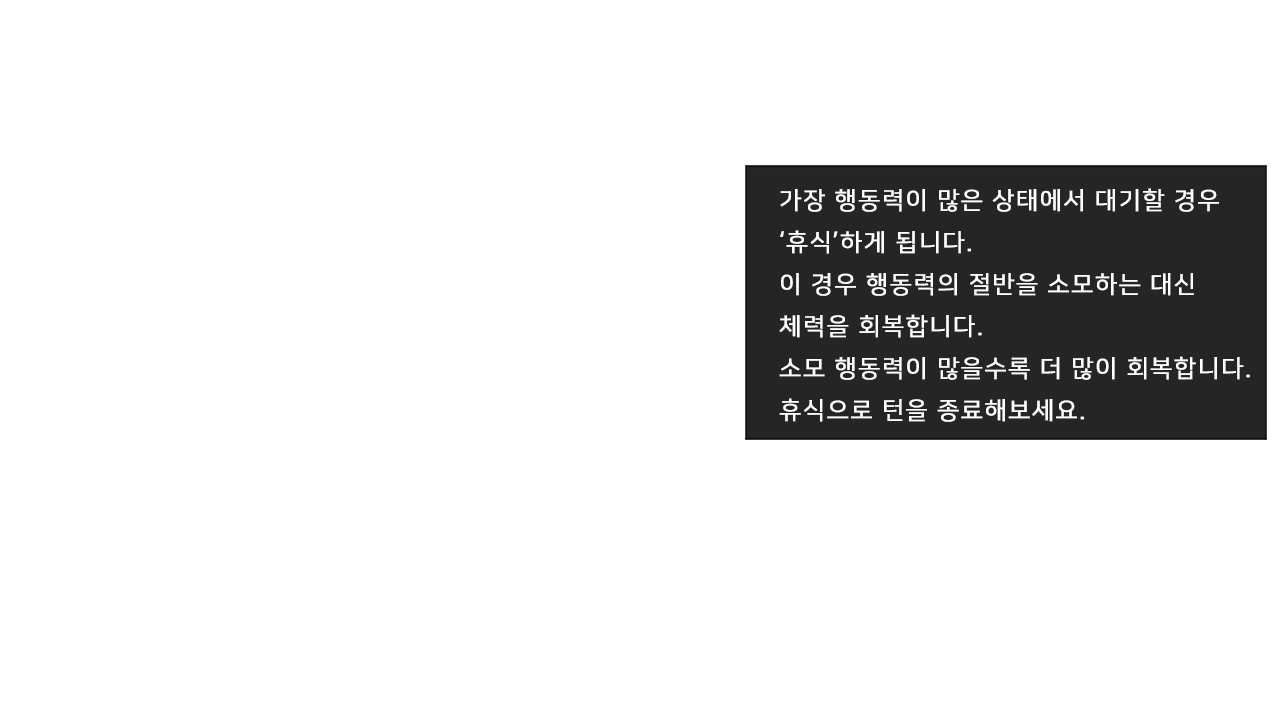 가장 행동력이 많은 상태에서 대기할 경우
‘휴식’하게 됩니다.
이 경우 행동력의 절반을 소모하는 대신
체력을 회복합니다.
소모 행동력이 많을수록 더 많이 회복합니다.
휴식으로 턴을 종료해보세요.